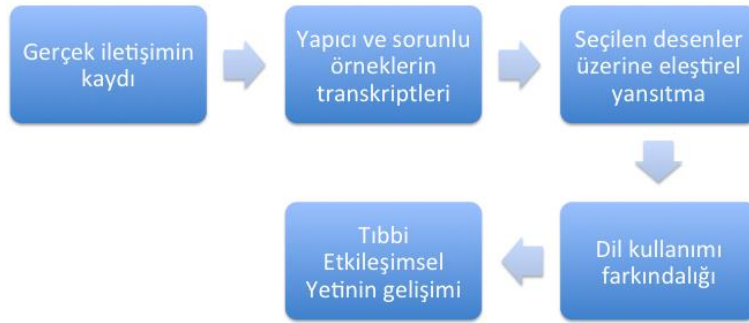 Gerçek iletişimin
kaydı
Yapıcı ve sorunlu
örneklerin
transkriptleri
Seçilen desenler
üzerine eleştirel
yansıtma
Dil kullanımı
farkındalığı
Tıbbi
Etkileşimsel
Yetinin gelişimi